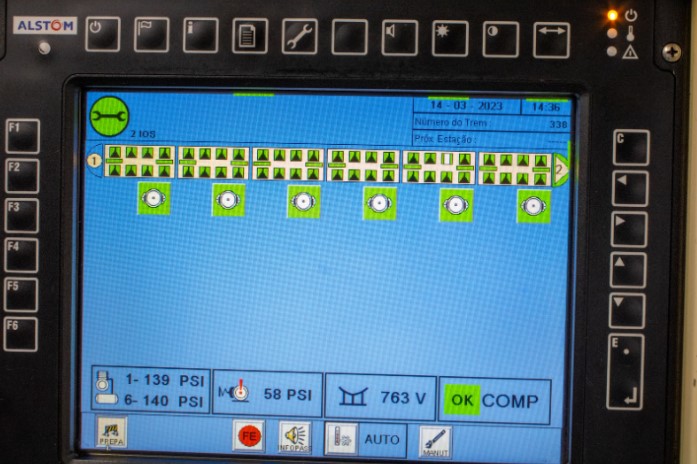 ALSTOM
14 - 03 - 2023 14:36
Número do Trem : 338
Próx. Estação :
2 IOS
1
2
1- 139 PSI
6- 140 PSI
58 PSI
763 V
OK COMP
PREPA
FE
INFOPASS
AUTO
MANUT
F1
F2
F3
F4
F5
F6
C
E